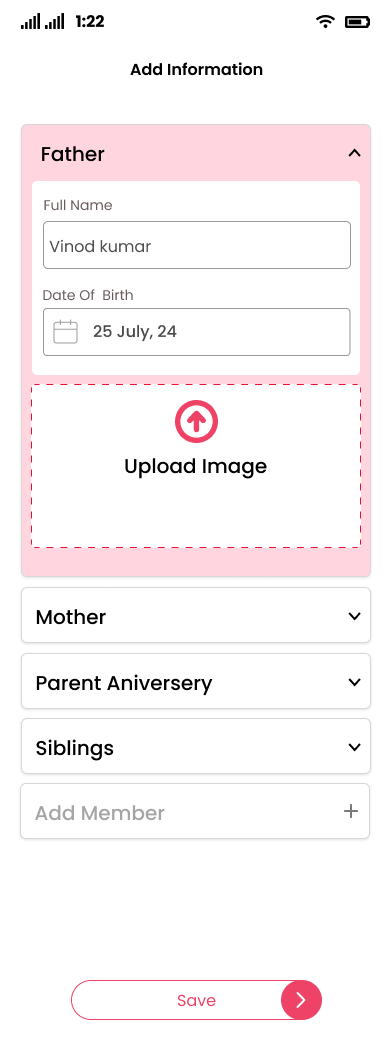 1:22
Add Information
Father
Full Name
Vinod kumar
Date Of  Birth
25 July, 24
Upload Image
Mother
Parent Aniversery
Siblings
Add Member
Save